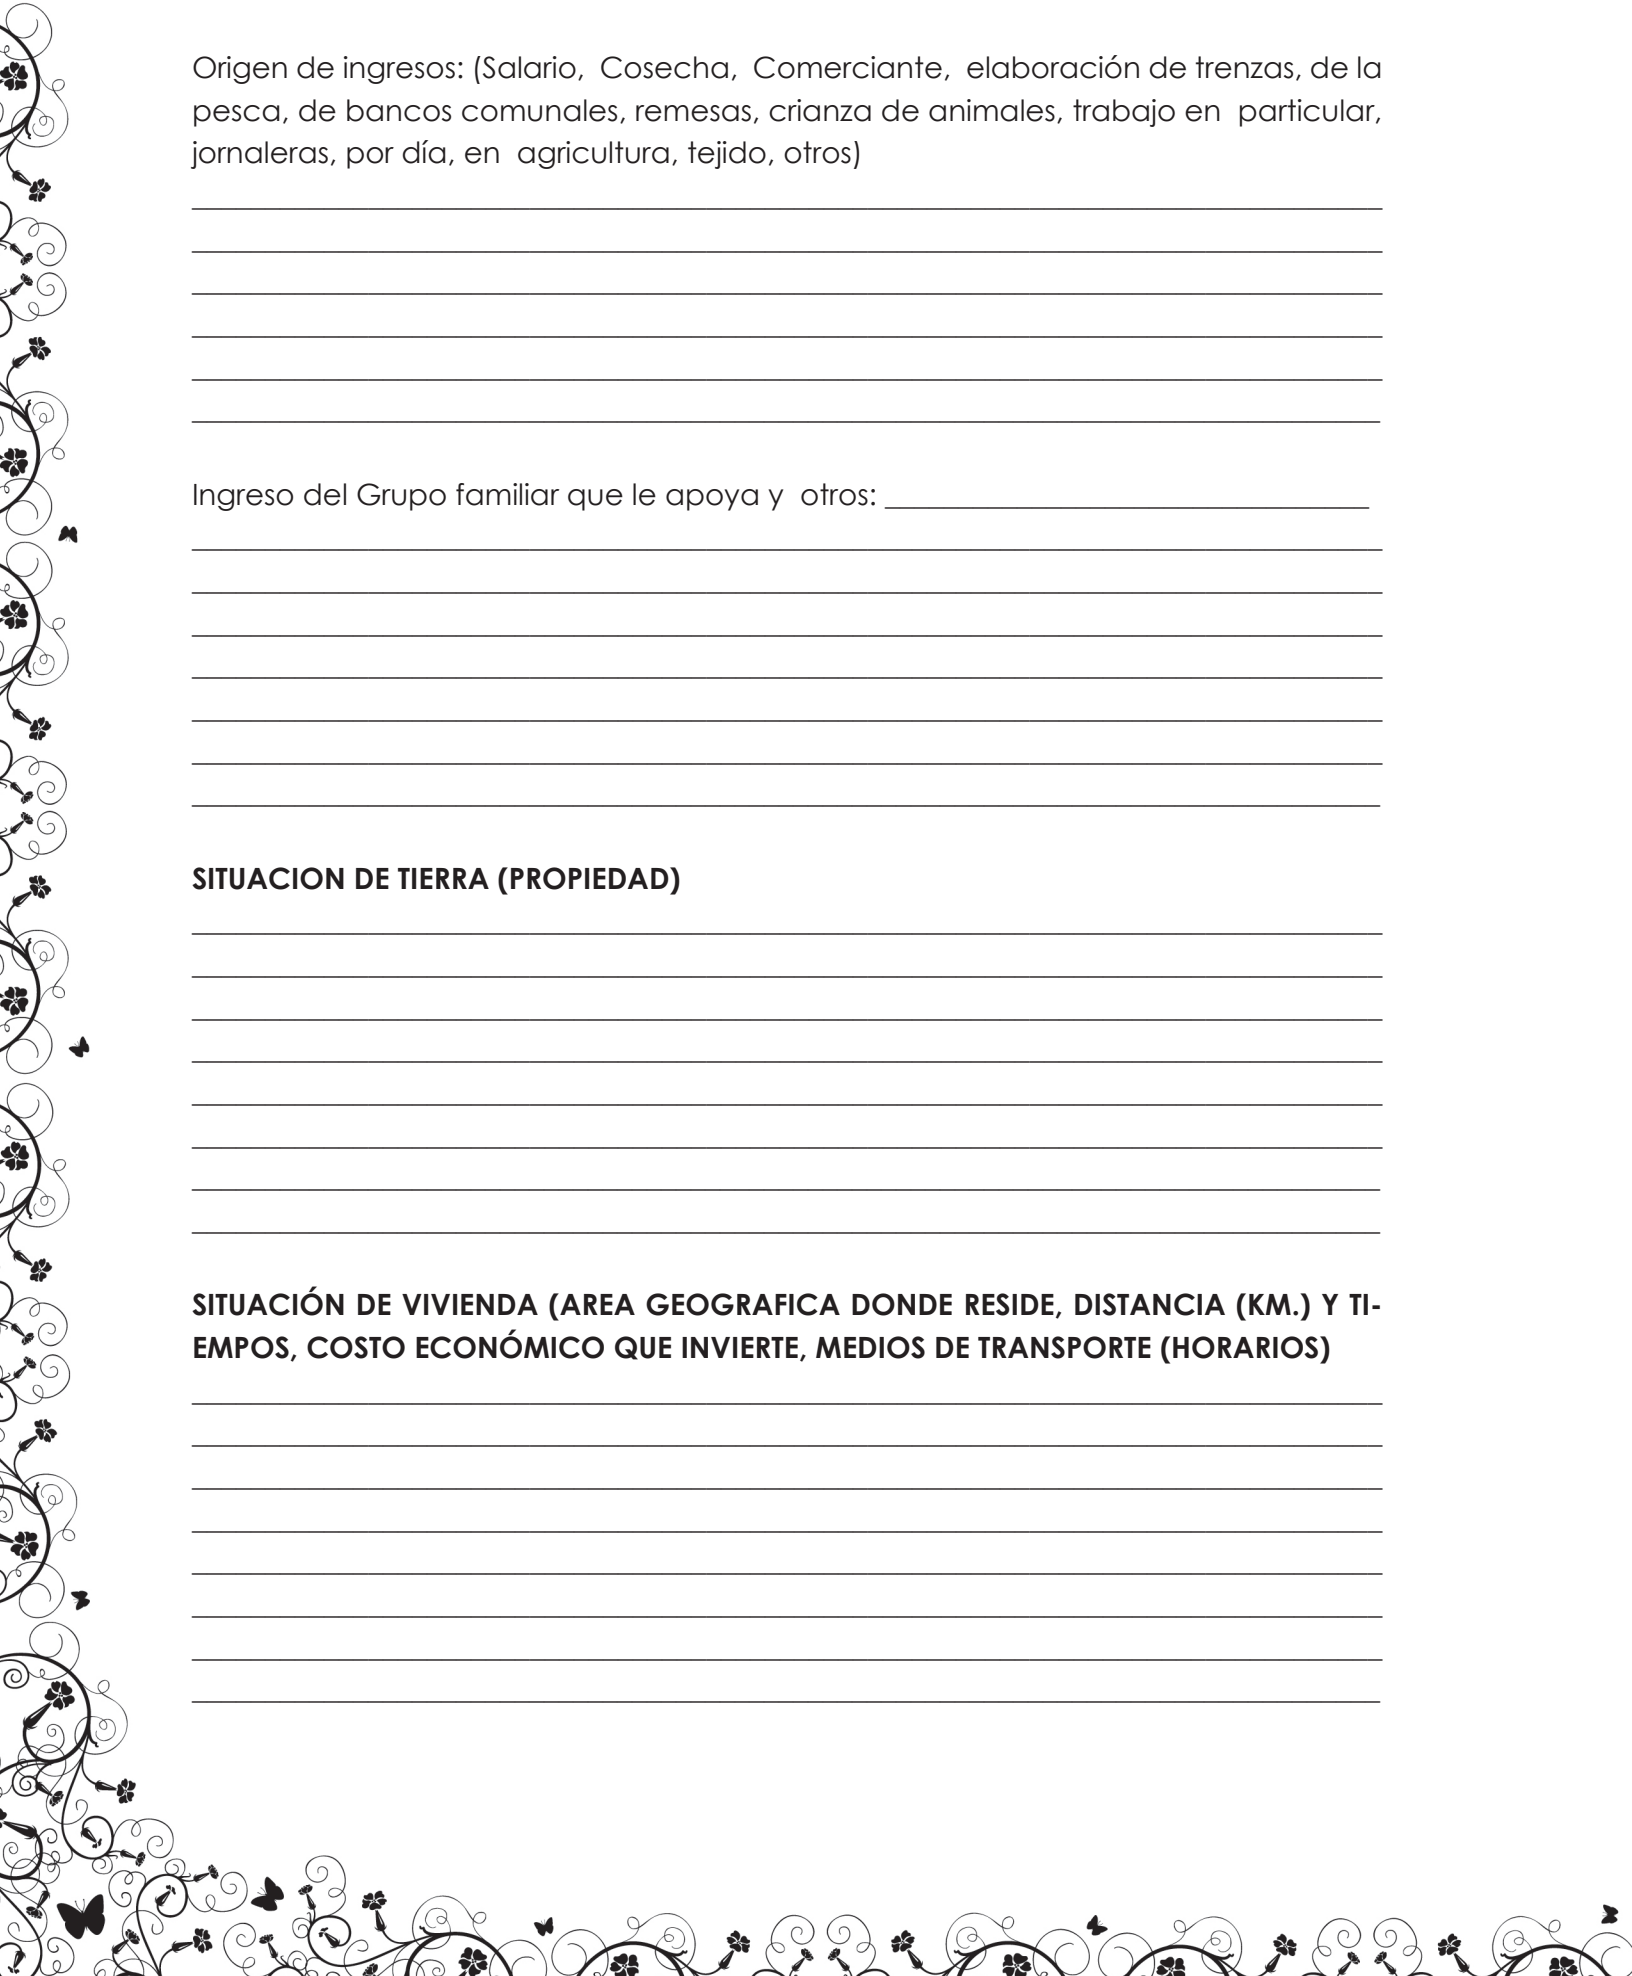 Origen de ingresos: (Salario, Cosecha, Comerciante, elaboración de trenzas, de la
pesca, de bancos comunales, remesas, crianza de animales, trabajo en particular,
jornaleras, por día, en agricultura, tejido, otros)
Ingreso del Grupo familiar que le apoya y otros:
SITUACION DE TIERRA (PROPIEDAD)
SITUACIÓN DE VIVIENDA (AREA GEOGRAFICA DONDE RESIDE, DISTANCIA (KM.) Y TI-
EMPOS, COSTO ECONÓMICO QUE INVIERTE, MEDIOS DE TRANSPORTE (HORARIOS)